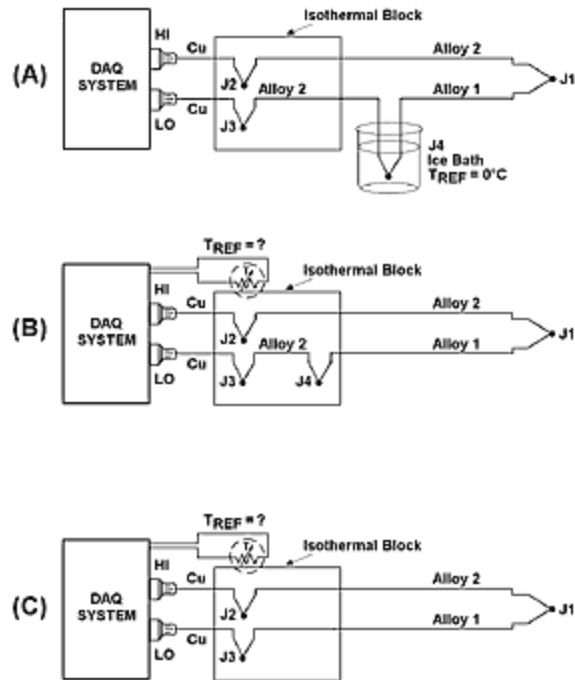 Isothermal Block
HI
Cu
Alloy 2
(A)
DAQ
SYSTEM
J2
Alloy 2
Alloy 1
J1
Cu
J3
LO
J4
Ice Bath
TREF = 0°C
TREF = ?
T
Isothermal Block
HI
Cu
Alloy 2
(B)
DAQ
SYSTEM
J2
Alloy 2
Alloy 1
J1
Cu
J3
J4
LO
TREF = ?
T
Isothermal Block
HI
Cu
Alloy 2
(C)
DAQ
SYSTEM
J2
Alloy 1
J1
Cu
J3
LO